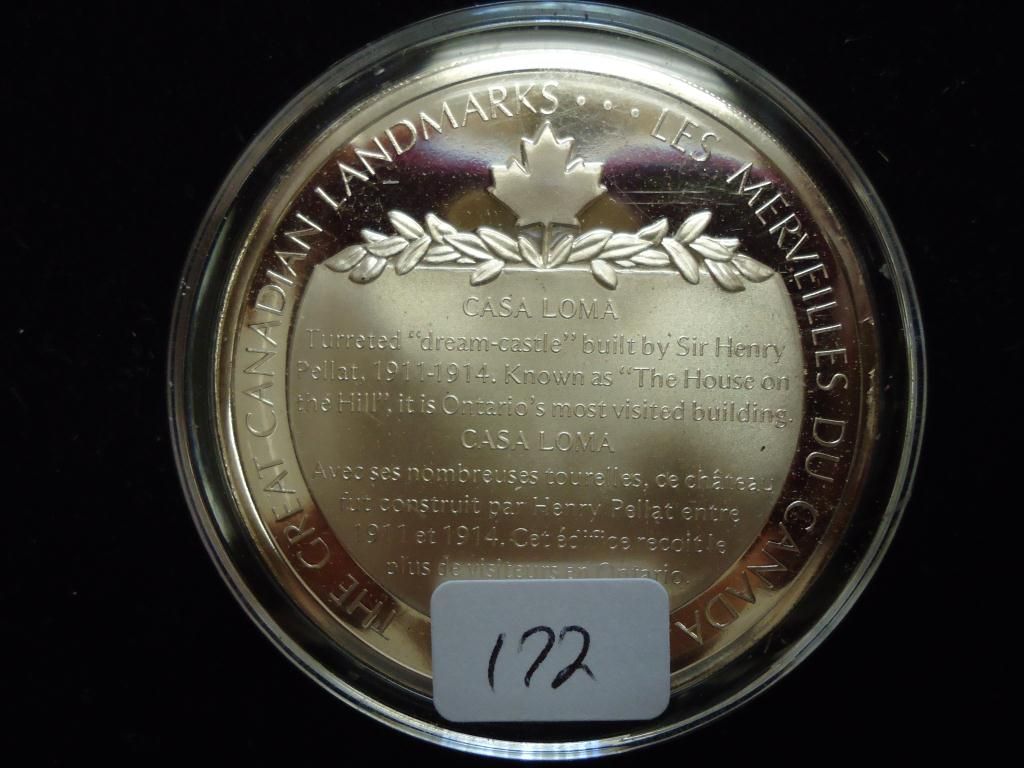 THE GREAT CANADIAN LANDMARKS . . . LES MERVEILLES DU CANADA
CASA LOMA
Turreted "dream-castle" built by Sir Henry
Pellat, 1911-1914. Known as "The House on
the Hill", it is Ontario's most visited building.
CASA LOMA
Avec ses nombreuses tourelles, ce château
fut construit par Henry Pellat entre
1911 et 1914. Cet édifice recoit le
plus de visiteurs en Ontario.
172